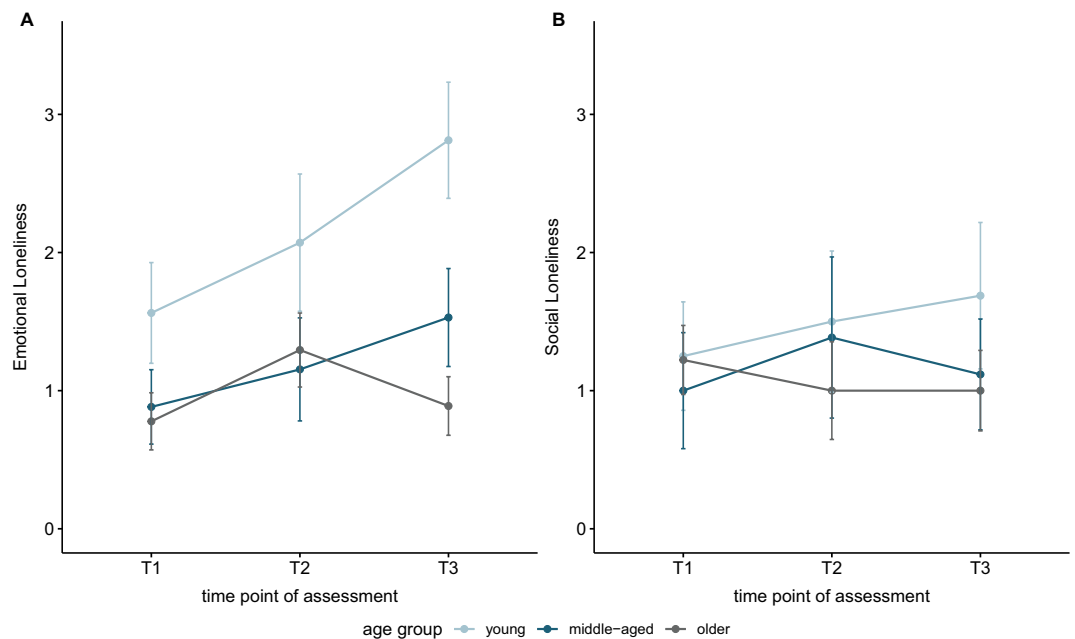 A
B
Emotional Loneliness
3
2
1
0
T1
T2
T3
time point of assessment
Social Loneliness
3
2
1
0
T1
T2
T3
time point of assessment
age group young middle−aged older